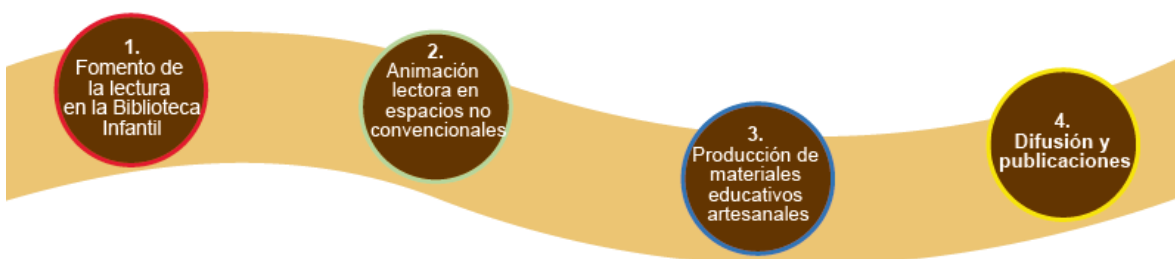 1.
Fomento de
la lectura
en la Biblioteca
Infantil
2.
Animación
lectora en
espacios no
convencionales
3.
Producción de
materiales
educativos
artesanales
4.
Difusión y
publicaciones